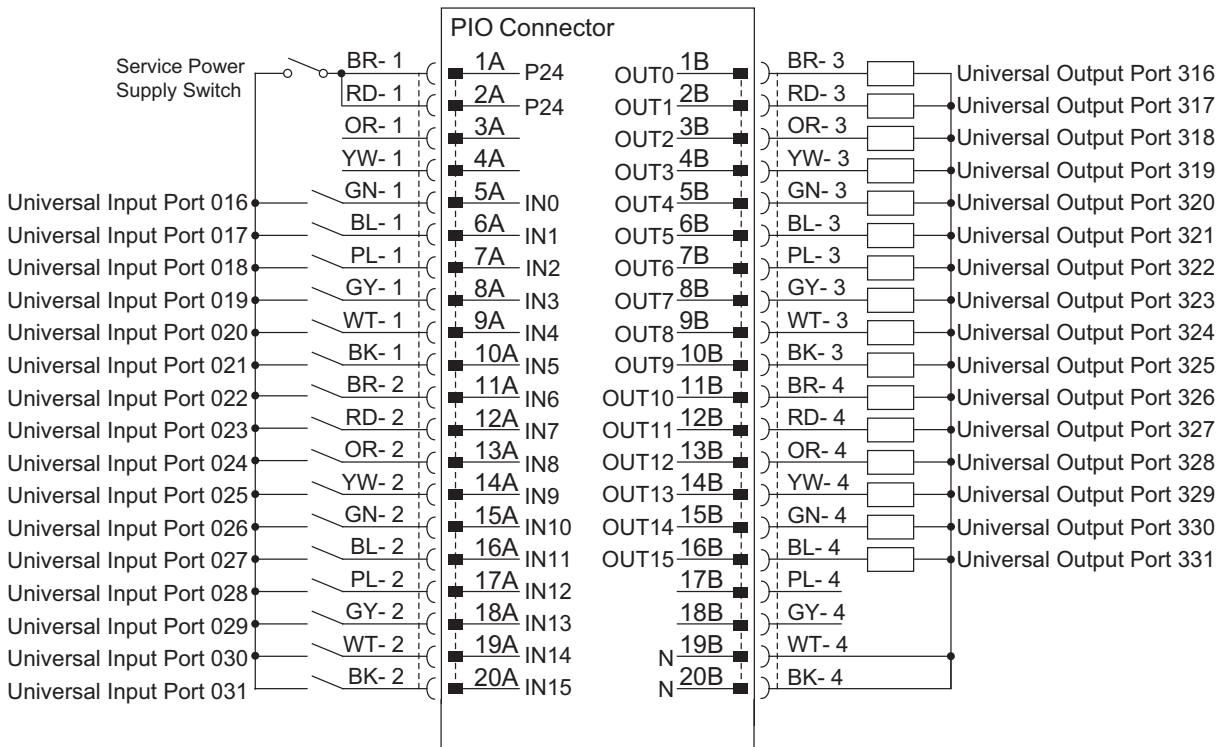 PIO Connector
Service Power
Supply Switch
BR- 1 1A P24 OUT0 1B BR- 3 Universal Output Port 316
RD- 1 2A P24 OUT1 2B RD- 3 Universal Output Port 317
OR- 1 3A OUT2 3B OR- 3 Universal Output Port 318
YW- 1 4A OUT3 4B YW- 3 Universal Output Port 319
Universal Input Port 016 GN- 1 5A IN0 OUT4 5B GN- 3 Universal Output Port 320
Universal Input Port 017 BL- 1 6A IN1 OUT5 6B BL- 3 Universal Output Port 321
Universal Input Port 018 PL- 1 7A IN2 OUT6 7B PL- 3 Universal Output Port 322
Universal Input Port 019 GY- 1 8A IN3 OUT7 8B GY- 3 Universal Output Port 323
Universal Input Port 020 WT- 1 9A IN4 OUT8 9B WT- 3 Universal Output Port 324
Universal Input Port 021 BK- 1 10A IN5 OUT9 10B BK- 3 Universal Output Port 325
Universal Input Port 022 BR- 2 11A IN6 OUT10 11B BR- 4 Universal Output Port 326
Universal Input Port 023 RD- 2 12A IN7 OUT11 12B RD- 4 Universal Output Port 327
Universal Input Port 024 OR- 2 13A IN8 OUT12 13B OR- 4 Universal Output Port 328
Universal Input Port 025 YW- 2 14A IN9 OUT13 14B YW- 4 Universal Output Port 329
Universal Input Port 026 GN- 2 15A IN10 OUT14 15B GN- 4 Universal Output Port 330
Universal Input Port 027 BL- 2 16A IN11 OUT15 16B BL- 4 Universal Output Port 331
Universal Input Port 028 PL- 2 17A IN12 17B PL- 4
Universal Input Port 029 GY- 2 18A IN13 18B GY- 4
Universal Input Port 030 WT- 2 19A IN14 N 19B WT- 4
Universal Input Port 031 BK- 2 20A IN15 N 20B BK- 4